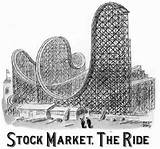 STOCK MARKET, THE RIDE